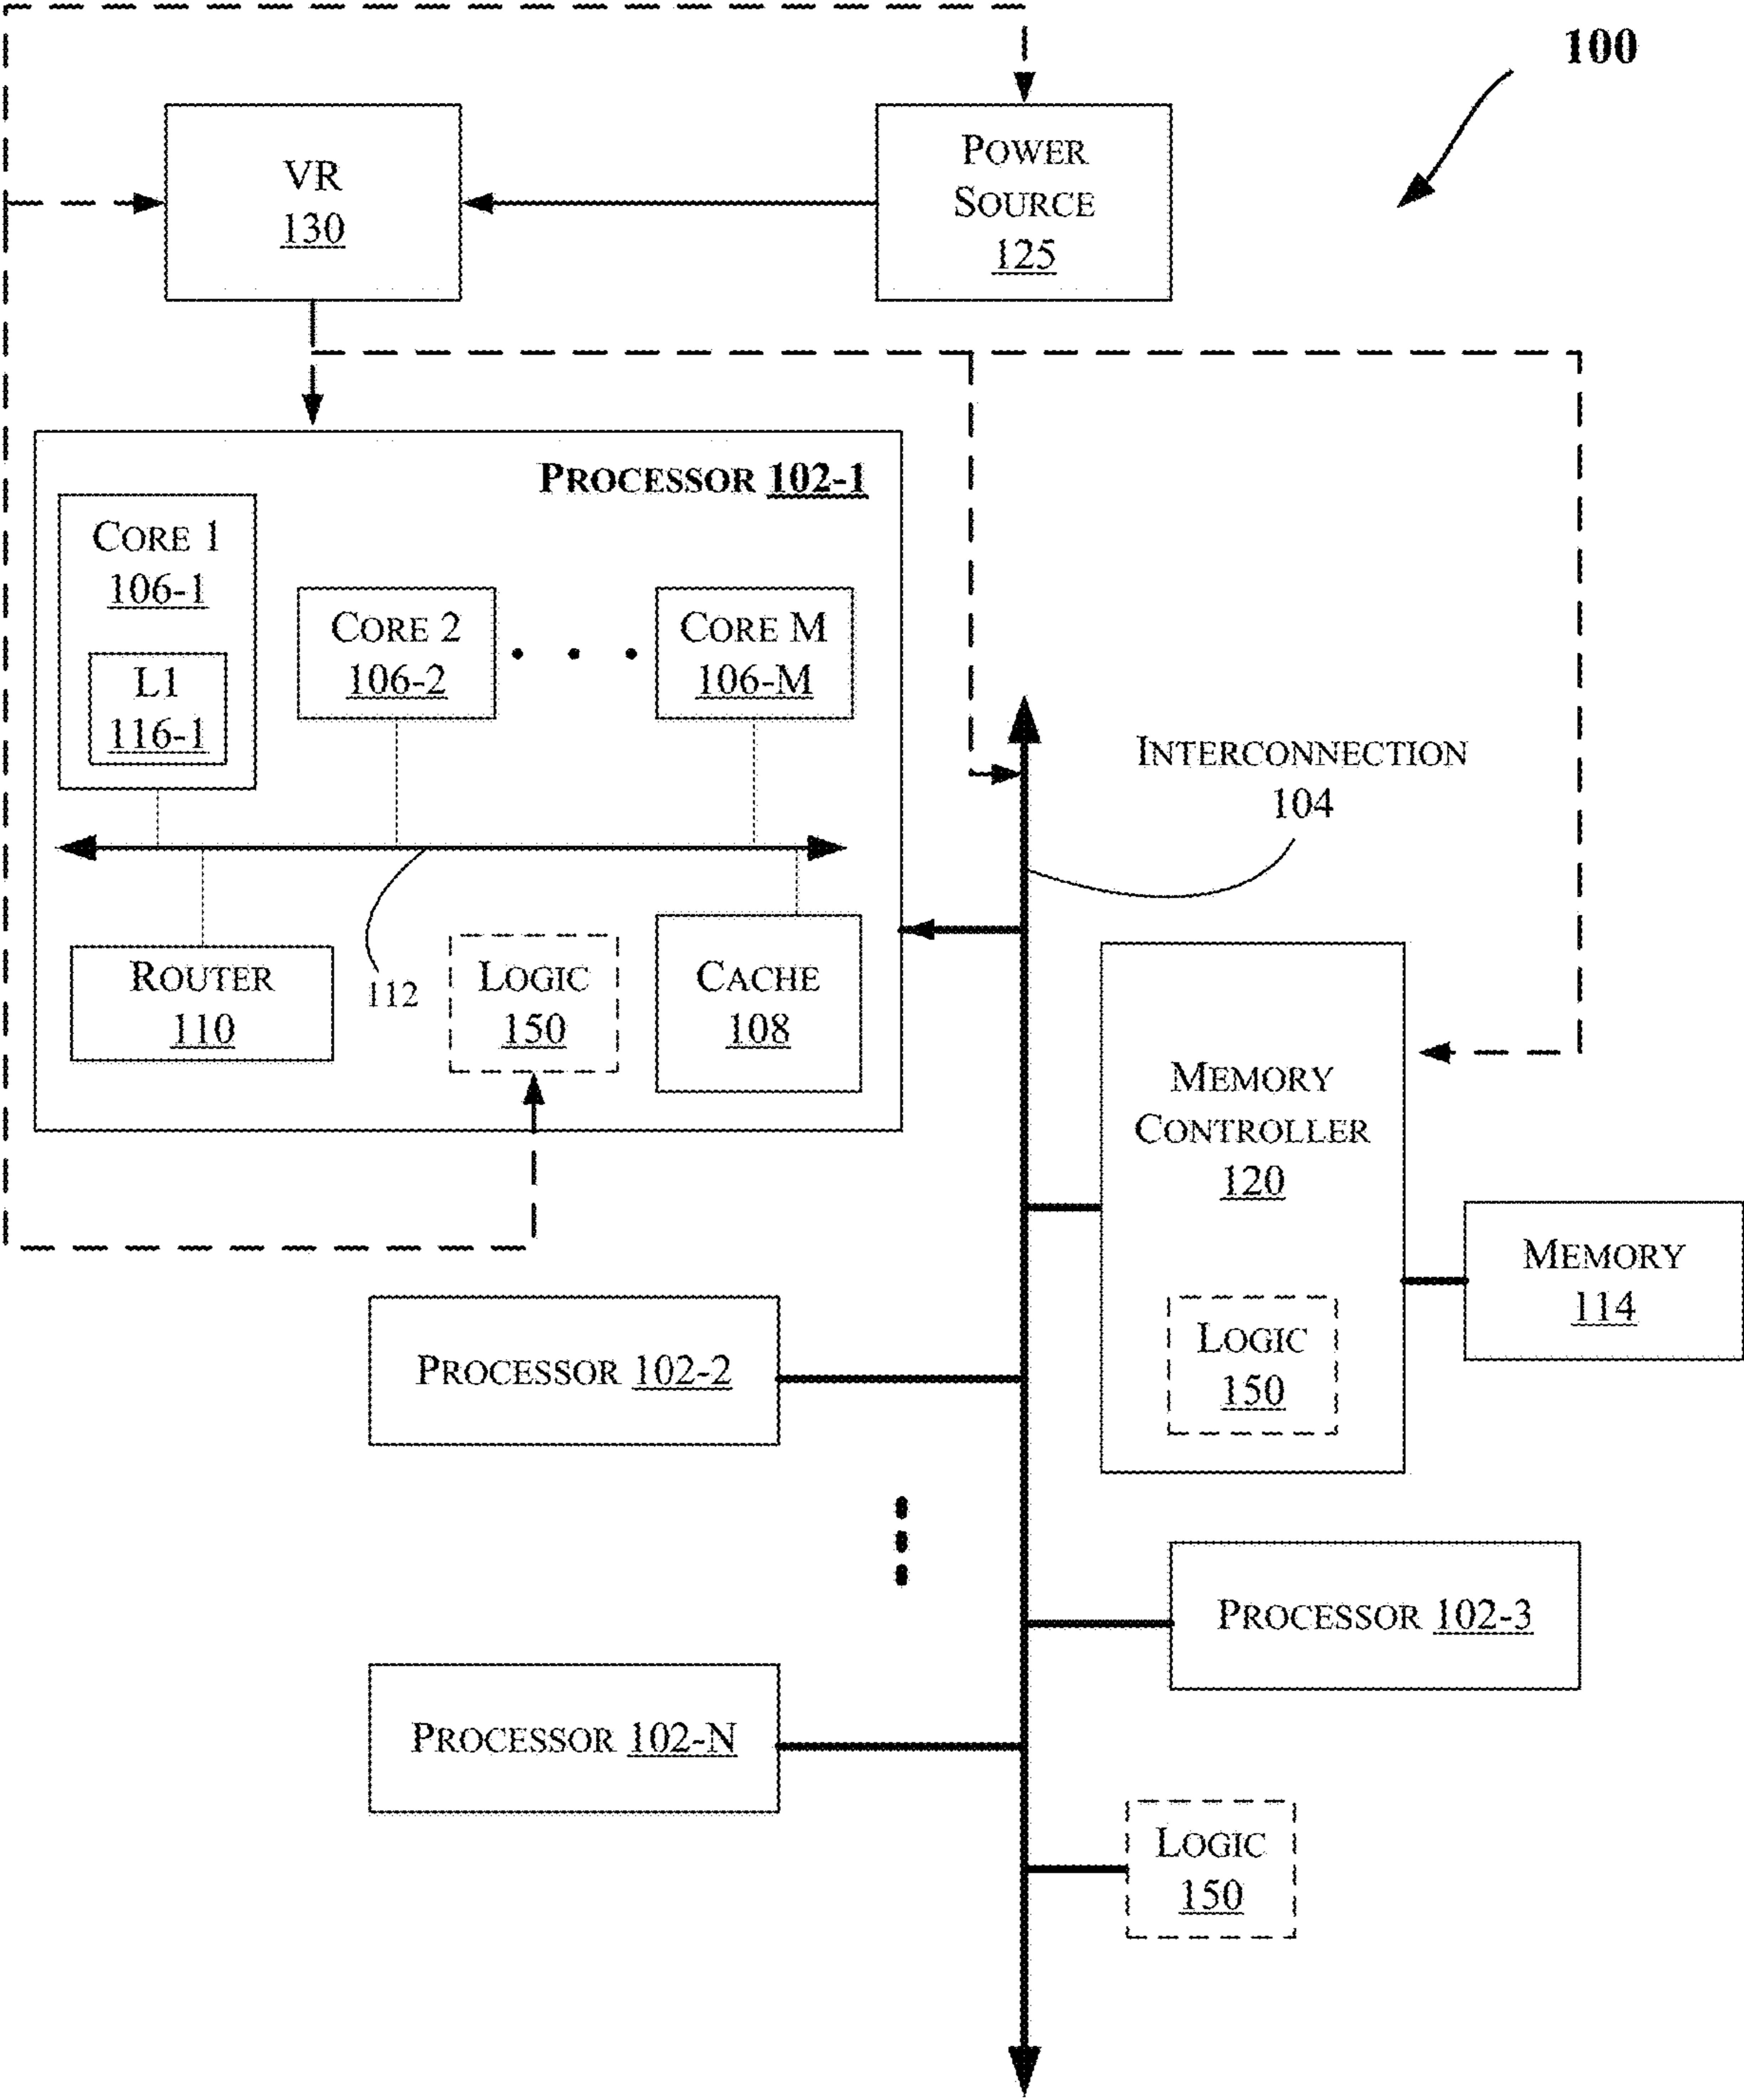 100
VR
130
POWER
SOURCE
125
PROCESSOR 102-1
CORE 1
106-1
L1
116-1
CORE 2
106-2
CORE M
106-M
INTERCONNECTION
104
ROUTER
110
112
LOGIC
150
CACHE
108
MEMORY
CONTROLLER
120
LOGIC
150
MEMORY
114
PROCESSOR 102-2
PROCESSOR 102-3
PROCESSOR 102-N
LOGIC
150